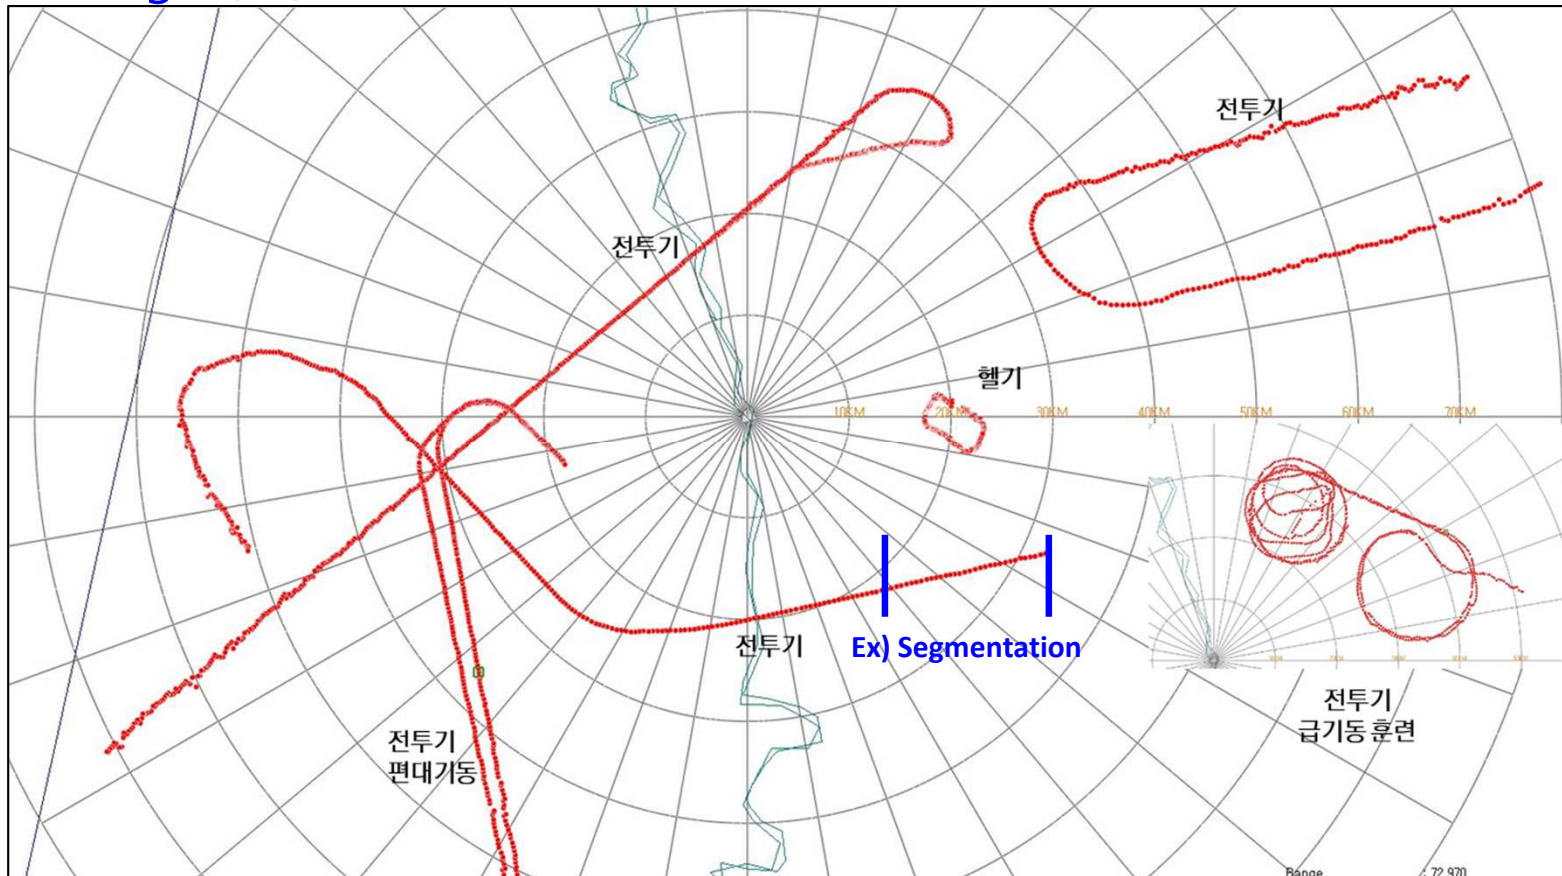 전투기
전투기
헬기
10KM
20KM
30KM
40KM
50KM
60KM
70KM
전투기
Ex) Segmentation
전투기
편대기동
전투기
급기동 훈련
Range : 72.970